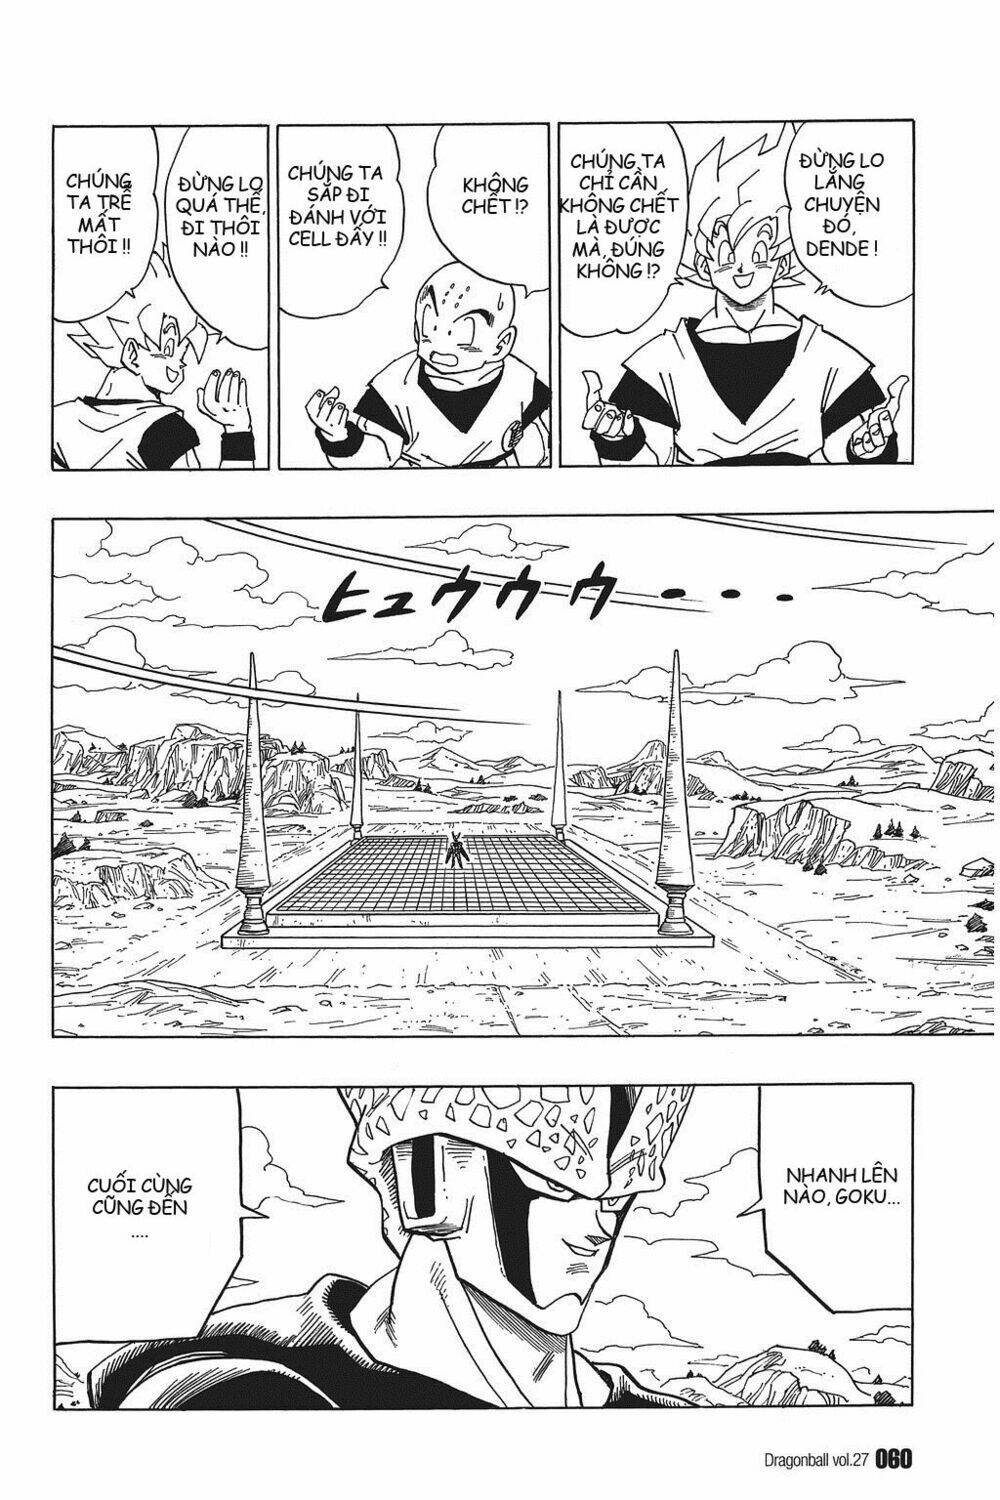 ĐỪNG LO
LẮNG
CHUYỆN
ĐÓ,
DENDE !
CHÚNG TA
CHỈ CẦN
KHÔNG CHẾT
LÀ ĐƯỢC
MÀ, ĐÚNG
KHÔNG !?
KHÔNG
CHẾT !?
CHÚNG TA
SẮP ĐI
ĐÁNH VỚI
CELL ĐẤY !!
ĐỪNG LO
QUÁ THẾ,
ĐI THÔI
NÀO !!
CHÚNG
TA TRỄ
MẤT
THÔI !!
ヒュウウウ・・・
NHANH LÊN
NÀO, GOKU...
CUỐI CÙNG
CŨNG ĐẾN
....
Dragonball vol.27 060